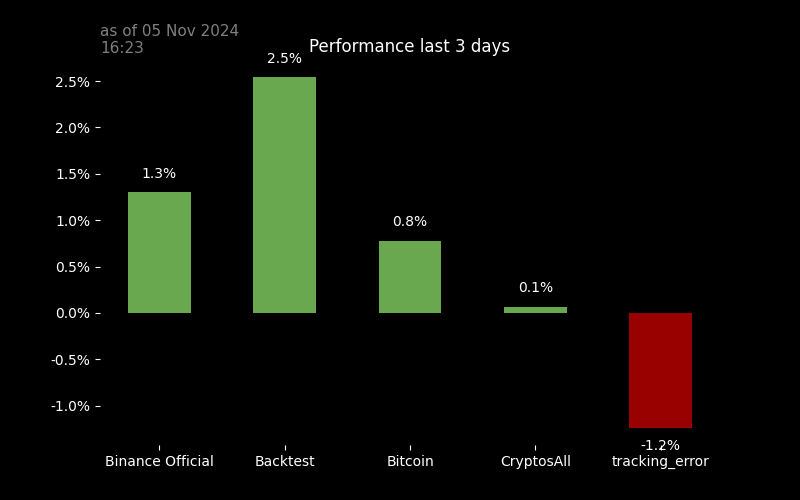 as of 05 Nov 2024
16:23
Performance last 3 days
2.5%
2.0%
1.5%
1.0%
0.5%
0.0%
-0.5%
-1.0%
1.3%
2.5%
0.8%
0.1%
-1.2%
Binance Official
Backtest
Bitcoin
CryptosAll
tracking_error